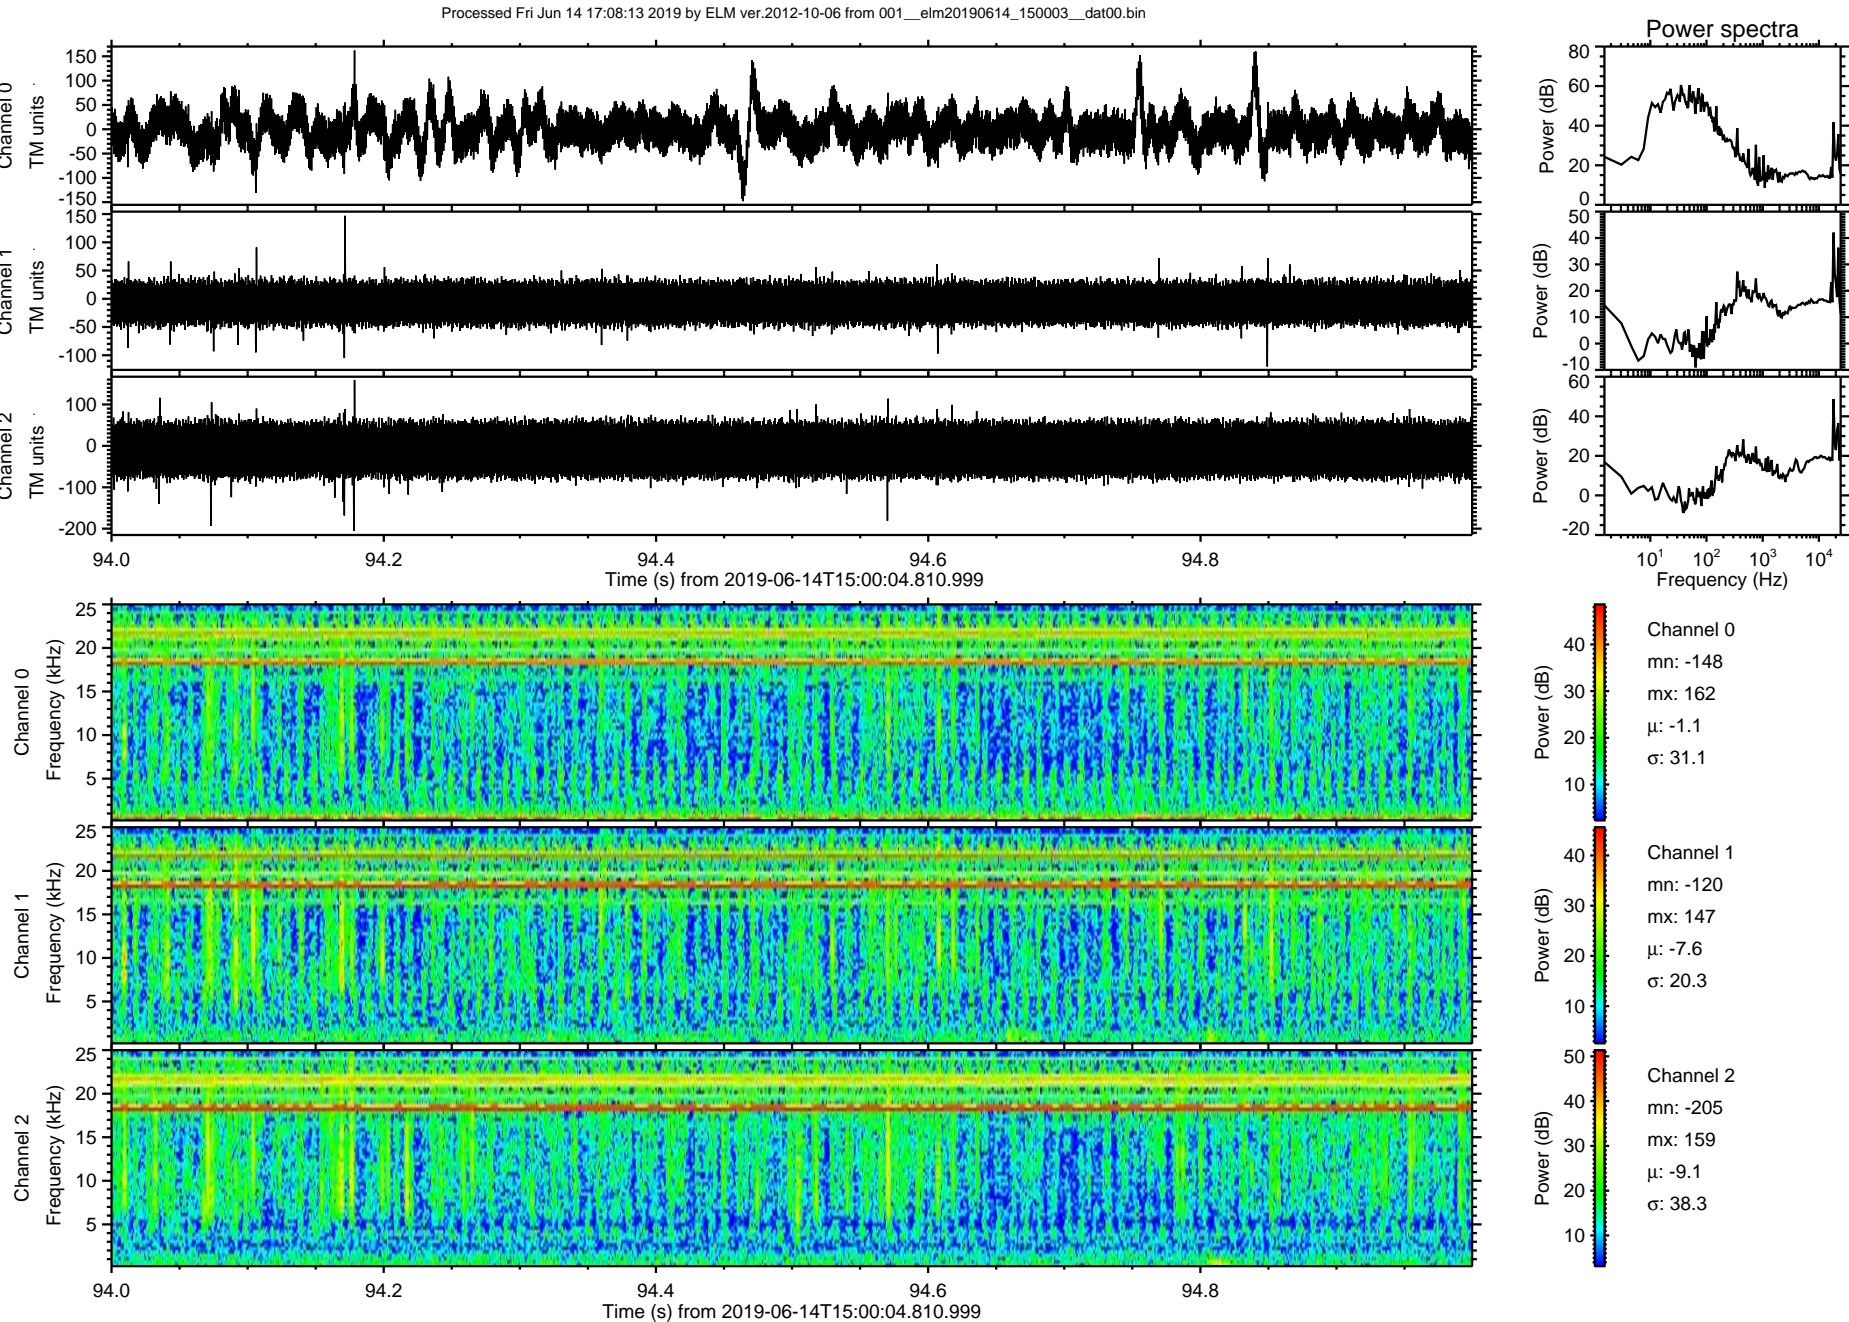 Processed Fri Jun 14 17:08:13 2019 by ELM ver.2012-10-06 from 001__elm20190614_150003__dat00.bin
Power spectra
Channel 0
TM units
150
100
50
0
-50
-100
-150
Power (dB)
80
60
40
20
0
Channel 1
TM units
150
100
50
0
-50
-100
Power (dB)
50
40
30
20
10
0
-10
Channel 2
TM units
100
0
-100
-200
Power (dB)
60
40
20
0
-20
94.0 94.2 94.4 94.6 94.8
Time (s) from 2019-06-14T15:00:04.810.999
10^1 10^2 10^3 10^4
Frequency (Hz)
Channel 0
Frequency (kHz)
25
20
15
10
5
Power (dB)
40
30
20
10
Channel 0
mn: -148
mx: 162
μ: -1.1
σ: 31.1
Channel 1
Frequency (kHz)
25
20
15
10
5
Power (dB)
40
30
20
10
Channel 1
mn: -120
mx: 147
μ: -7.6
σ: 20.3
Channel 2
Frequency (kHz)
25
20
15
10
5
Power (dB)
50
40
30
20
10
Channel 2
mn: -205
mx: 159
μ: -9.1
σ: 38.3
94.0 94.2 94.4 94.6 94.8
Time (s) from 2019-06-14T15:00:04.810.999